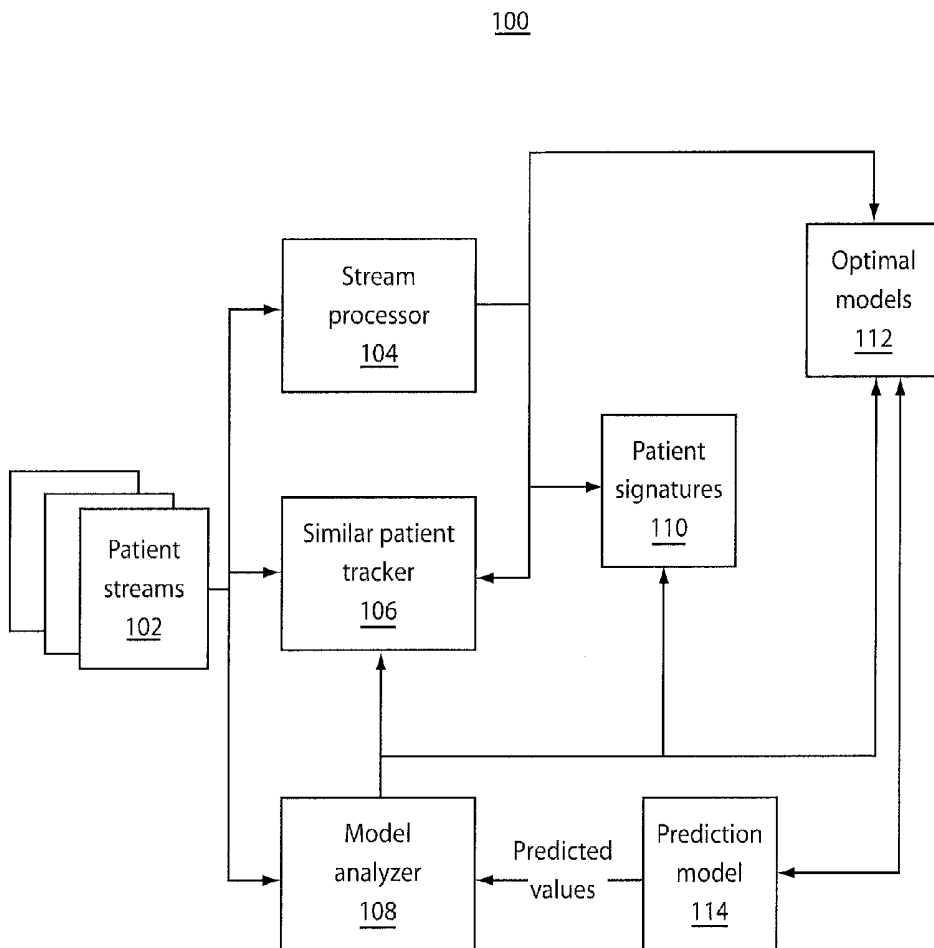 100
Stream
processor
104
Optimal
models
112
Patient
signatures
110
Similar patient
tracker
106
Patient
streams
102
Model
analyzer
108
Predicted
values
Prediction
model
114